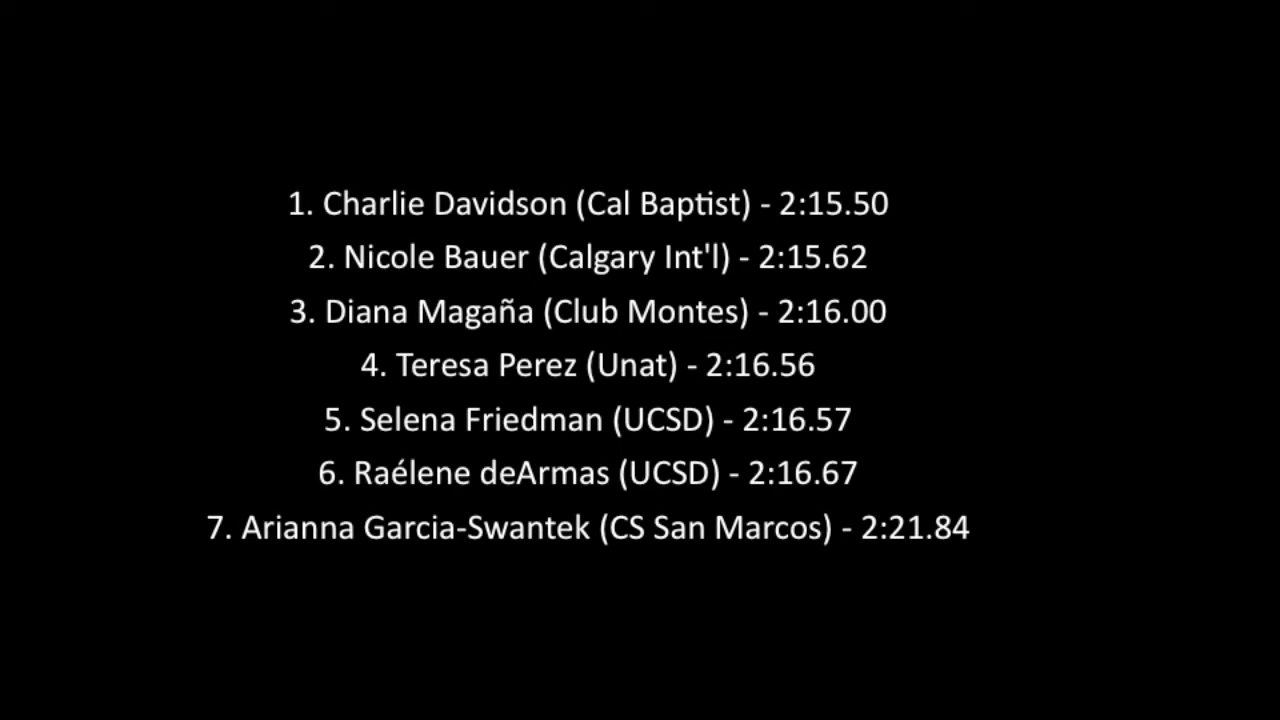 1. Charlie Davidson (Cal Baptist) - 2:15.50
2. Nicole Bauer (Calgary Int'l) - 2:15.62
3. Diana Magaña (Club Montes) - 2:16.00
4. Teresa Perez (Unat) - 2:16.56
5. Selena Friedman (UCSD) - 2:16.57
6. Raélene deArmas (UCSD) - 2:16.67
7. Arianna Garcia-Swantek (CS San Marcos) - 2:21.84